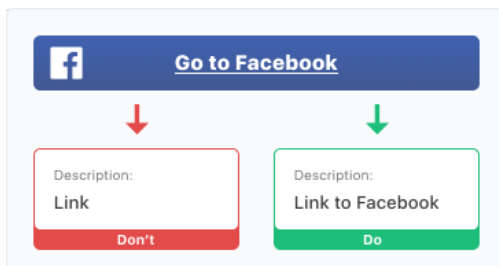 Go to Facebook
Description:
Link
Don't
Description:
Link to Facebook
Do